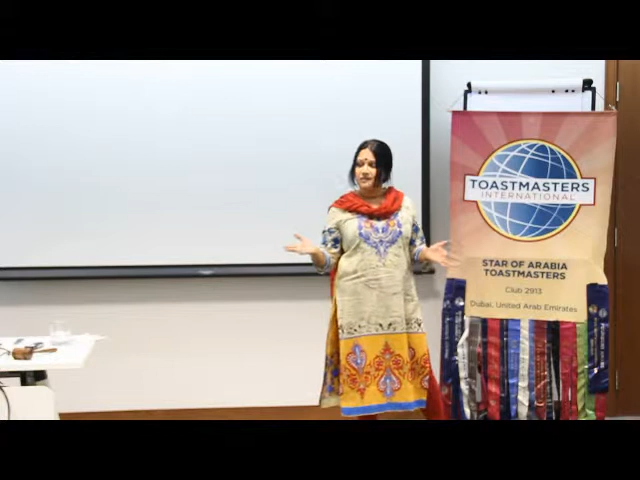 TOASTMASTERS
INTERNATIONAL
STAR OF ARABIA
TOASTMASTERS
Club 2913
Dubai, United Arab Emirates